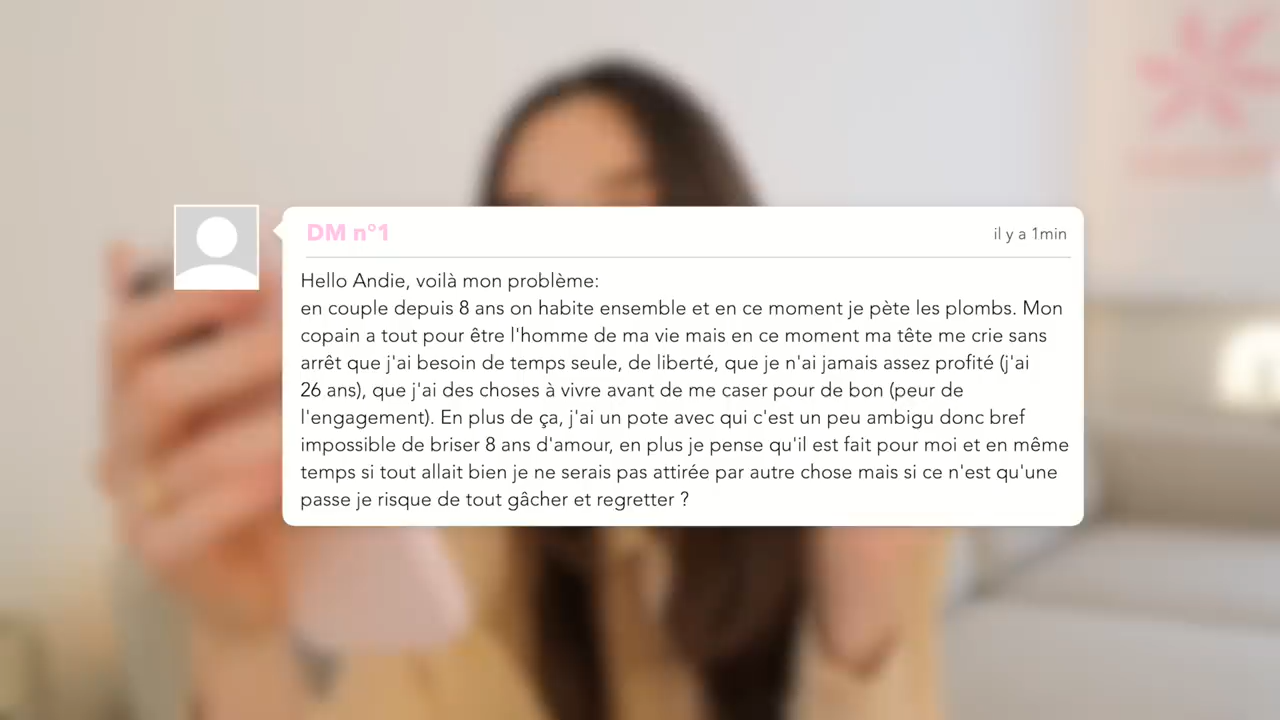 DM n°1
il y a 1min
Hello Andie, voilà mon problème:
en couple depuis 8 ans on habite ensemble et en ce moment je pète les plombs. Mon
copain a tout pour être l'homme de ma vie mais en ce moment ma tête me crie sans
arrêt que j'ai besoin de temps seule, de liberté, que je n'ai jamais assez profité (j'ai
26 ans), que j'ai des choses à vivre avant de me caser pour de bon (peur de
l'engagement). En plus de ça, j'ai un pote avec qui c'est un peu ambigu donc bref
impossible de briser 8 ans d'amour, en plus je pense qu'il est fait pour moi et en même
temps si tout allait bien je ne serais pas attirée par autre chose mais si ce n'est qu'une
passe je risque de tout gâcher et regretter ?